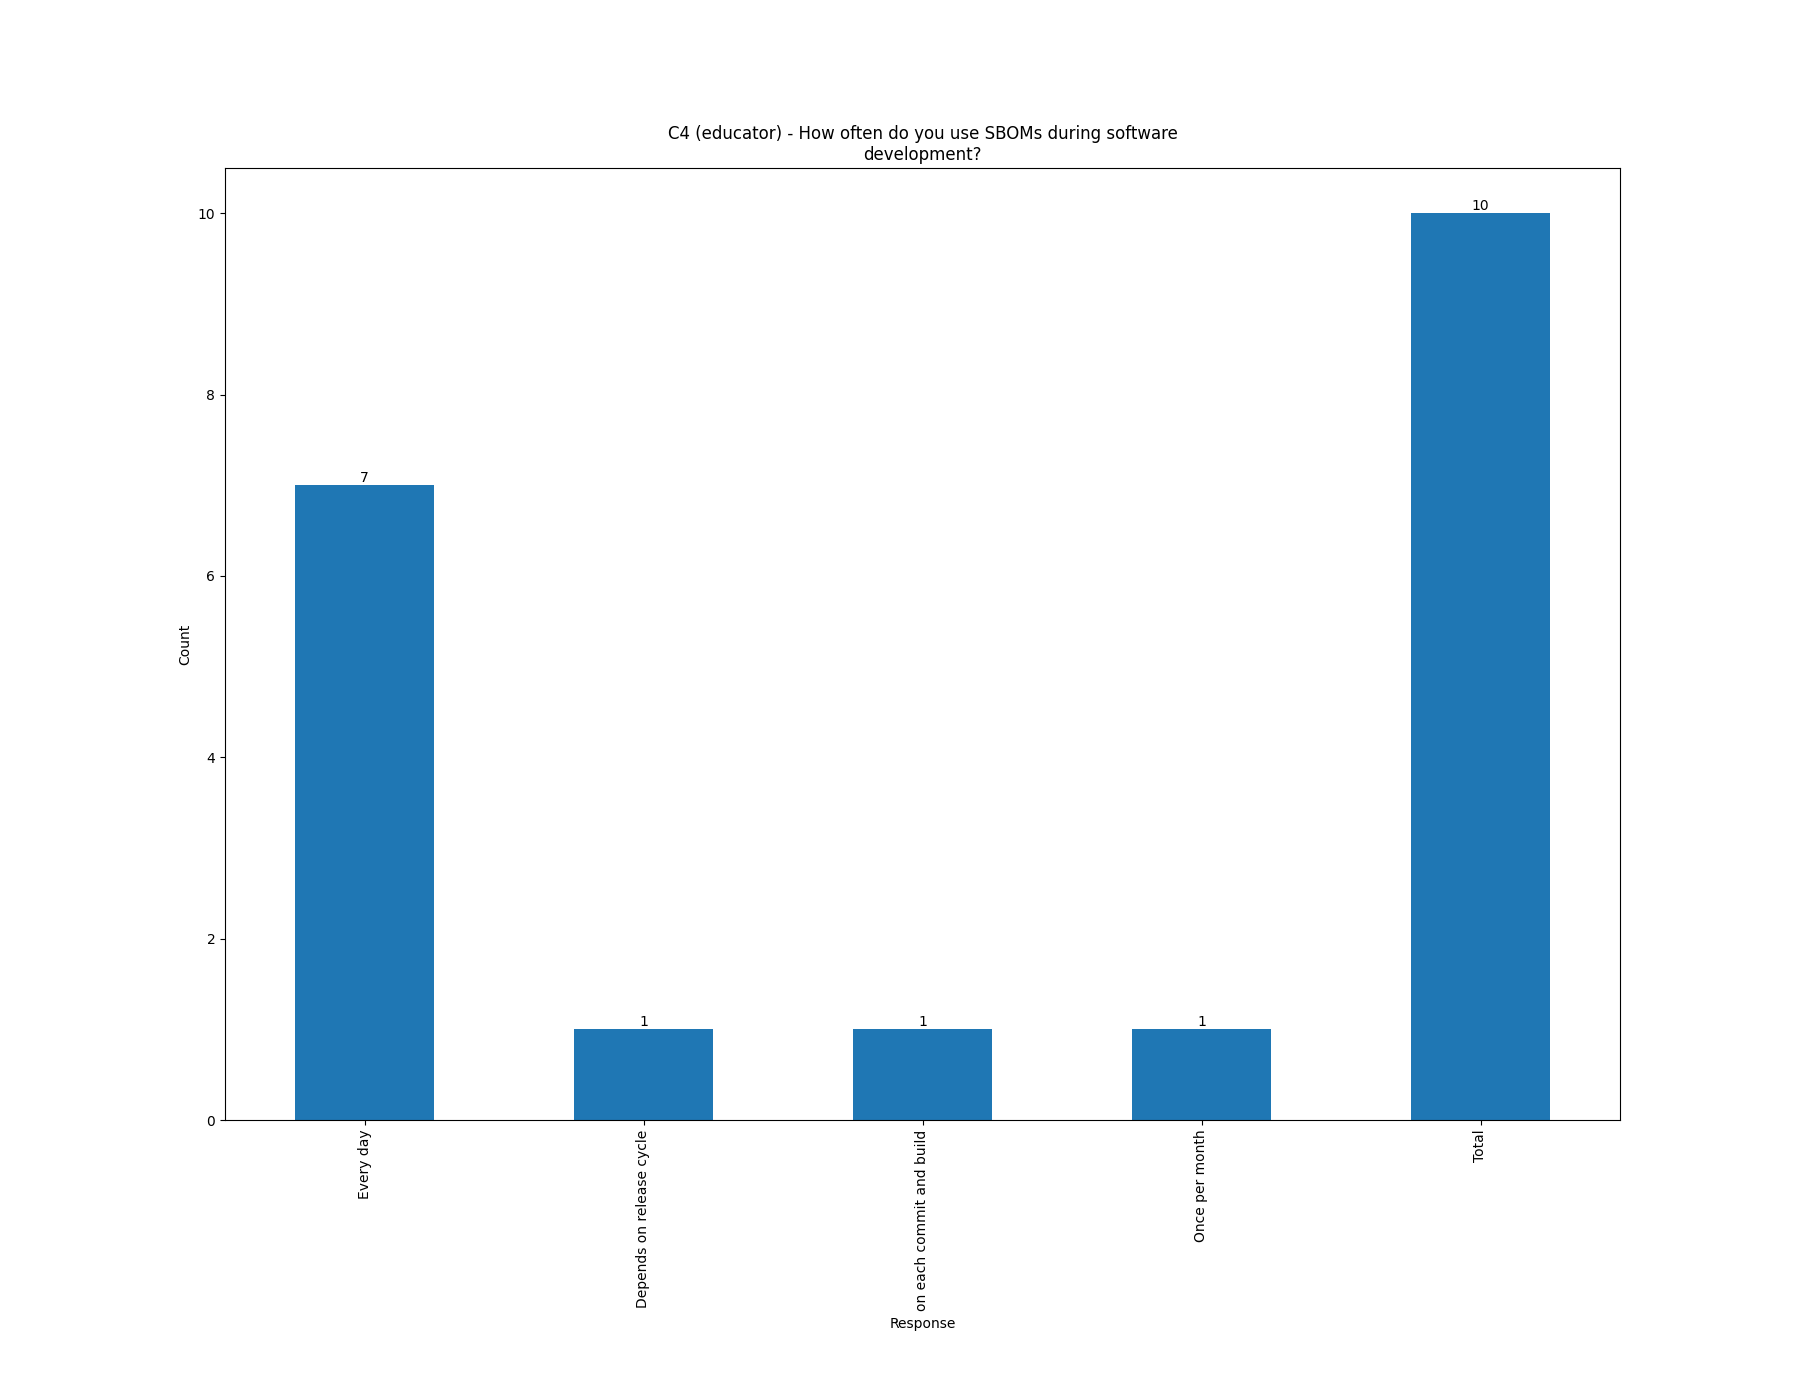 C4 (educator) - How often do you use SBOMs during software
development?
10
8
6
4
2
0
Count
7
1
1
1
10
Every day
Depends on release cycle
on each commit and build
Once per month
Total
Response